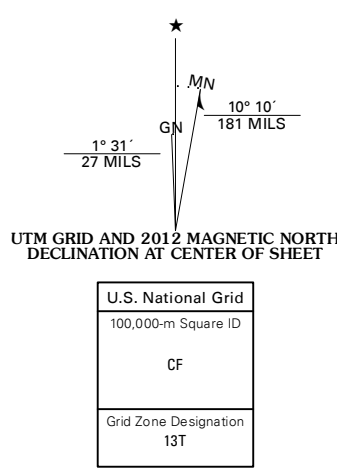 ★
MN
GN
10° 10´
181 MILS
1° 31´
27 MILS
UTM GRID AND 2012 MAGNETIC NORTH
DECLINATION AT CENTER OF SHEET
U.S. National Grid
100,000-m Square ID
CF
Grid Zone Designation
13T